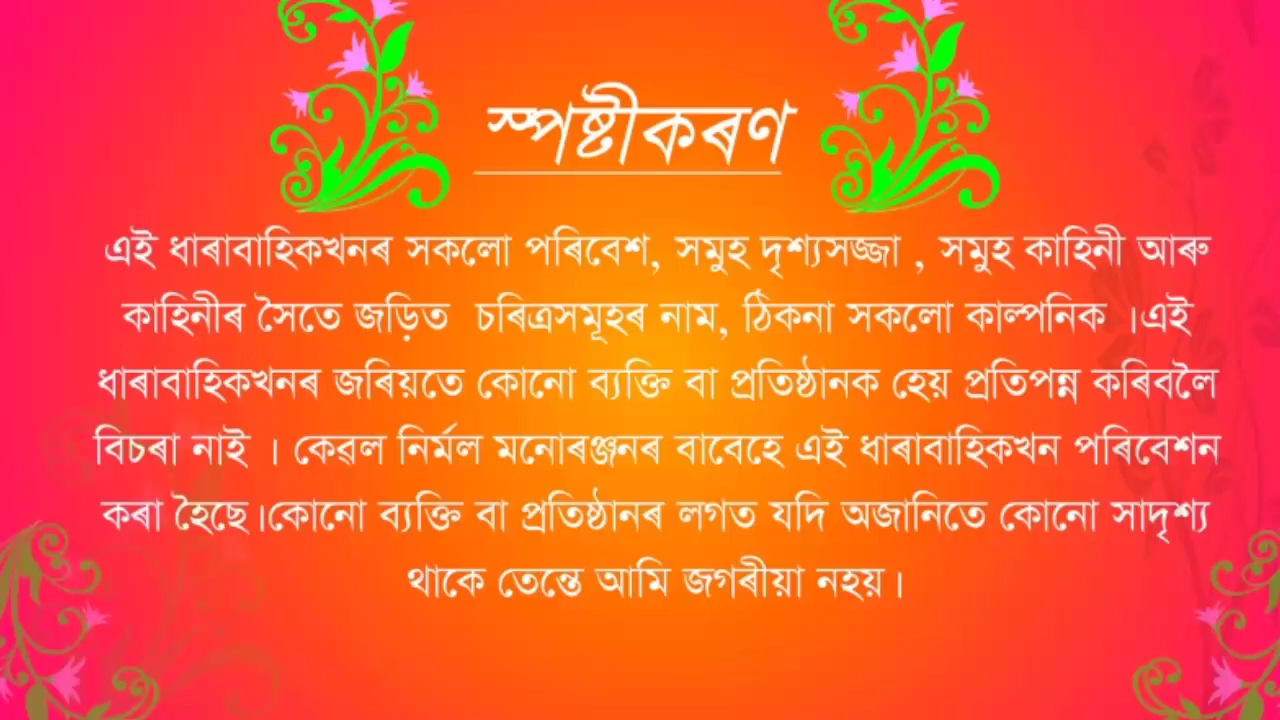 স্পষ্টীকৰণ
এই ধাৰাবাহিকখনৰ সকলো পৰিবেশ, সমুহ দৃশ্যসজ্জা , সমুহ কাহিনী আৰু
কাহিনীৰ সৈতে জড়িত চৰিত্ৰসমূহৰ নাম, ঠিকনা সকলো কাল্পনিক ।এই
ধাৰাবাহিকখনৰ জৰিয়তে কোনো ব্যক্তি বা প্ৰতিষ্ঠানক হেয় প্ৰতিপন্ন কৰিবলৈ
বিচৰা নাই । কেৱল নিৰ্মল মনোৰঞ্জনৰ বাবেহে এই ধাৰাবাহিকখন পৰিবেশন
কৰা হৈছে।কোনো ব্যক্তি বা প্ৰতিষ্ঠানৰ লগত যদি অজানিতে কোনো সাদৃশ্য
থাকে তেন্তে আমি জগৰীয়া নহয়।